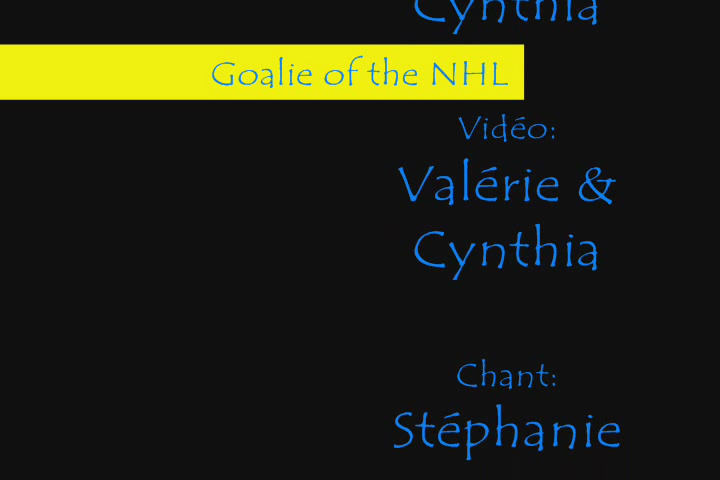 Cynthia
Goalie of the NHL
Vidéo:
Valérie &
Cynthia
Chant:
Stéphanie